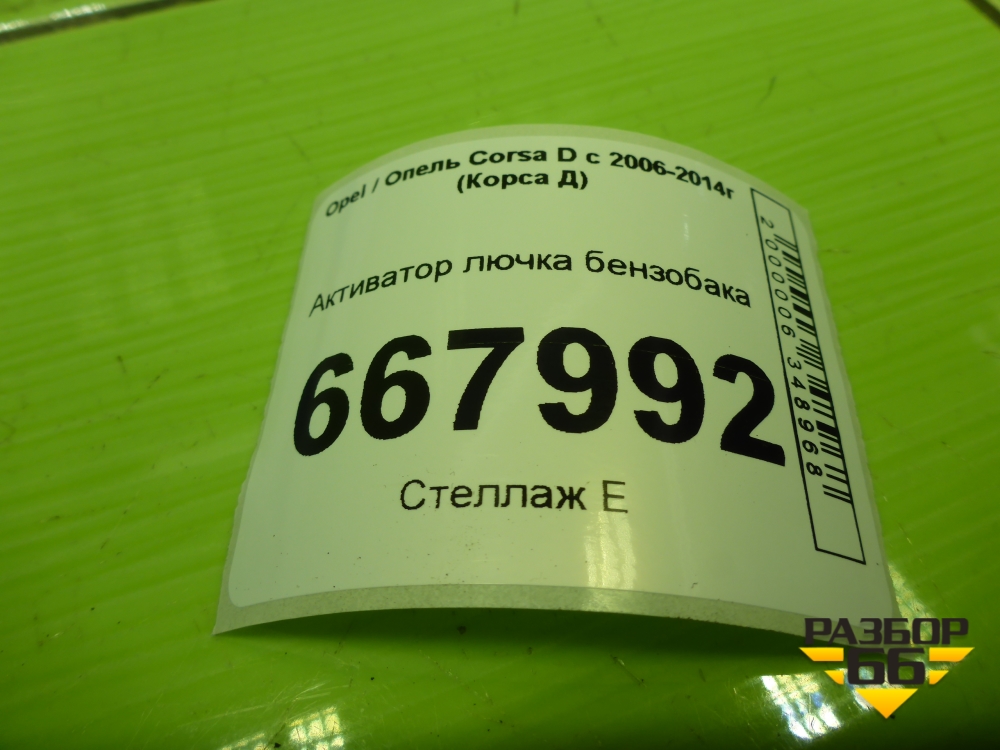 Opel / Опель Corsa D с 2006-2014г
(Корса Д)
Активатор лючка бензобака
667992
Стеллаж Е
2000006348968
РАЗБОР
66